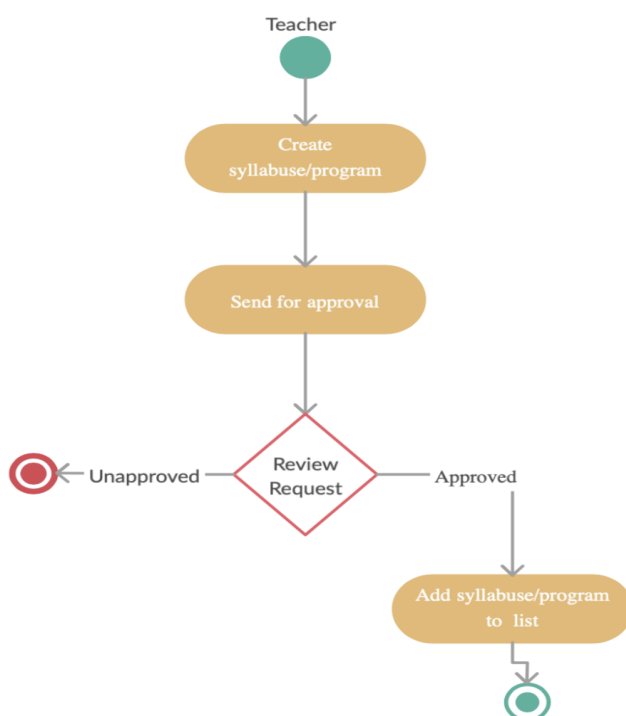 Teacher
Create
syllabuse/program
Send for approval
Review
Request
Unapproved
Approved
Add syllabuse/program
to list